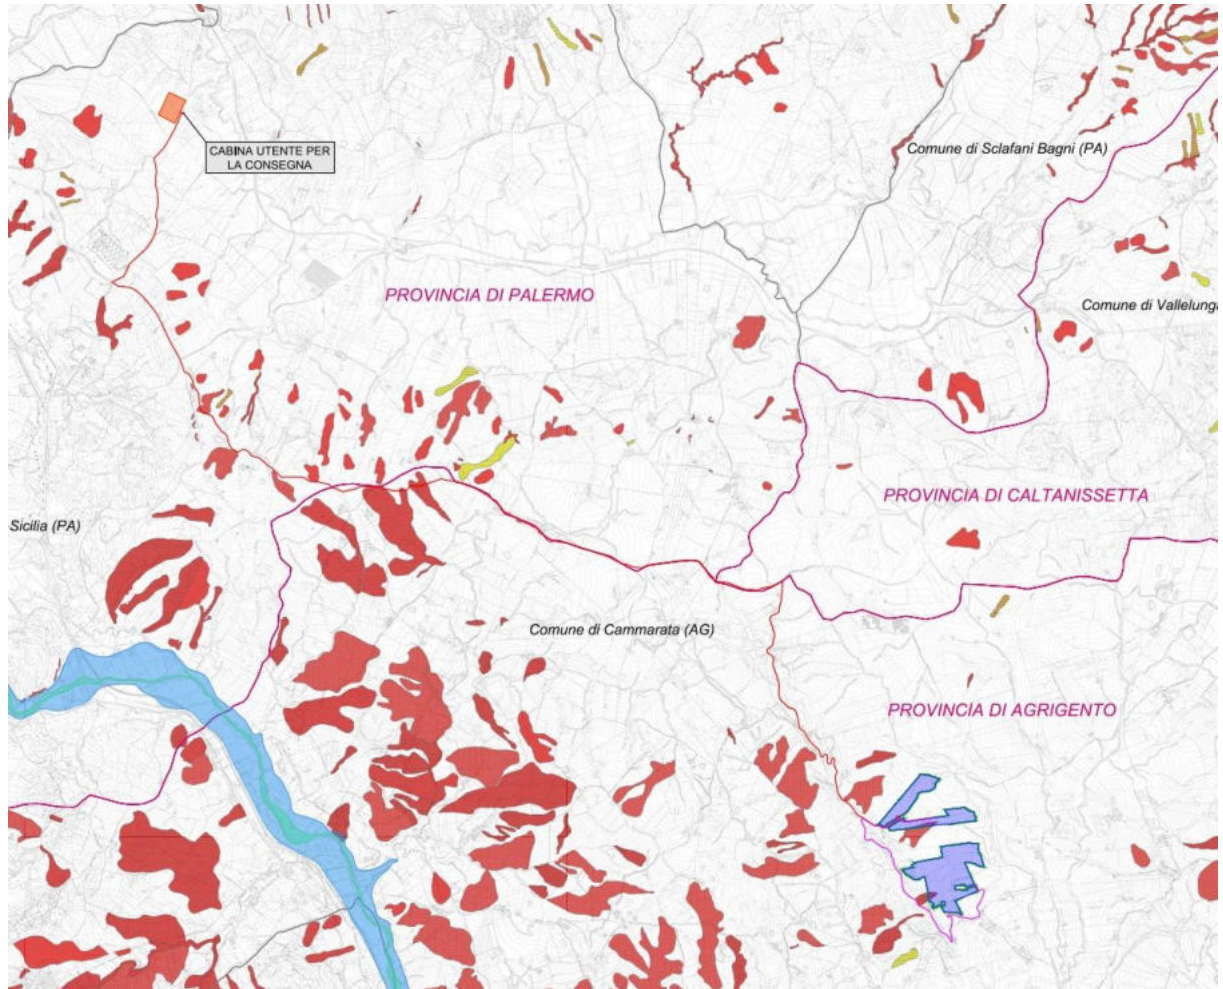 CABINA UTENTE PER
LA CONSEGNA
Comune di Sclafani Bagni (PA)
PROVINCIA DI PALERMO
Comune di Vallelunga
PROVINCIA DI CALTANISSETTA
Sicilia (PA)
Comune di Cammarata (AG)
PROVINCIA DI AGRIGENTO